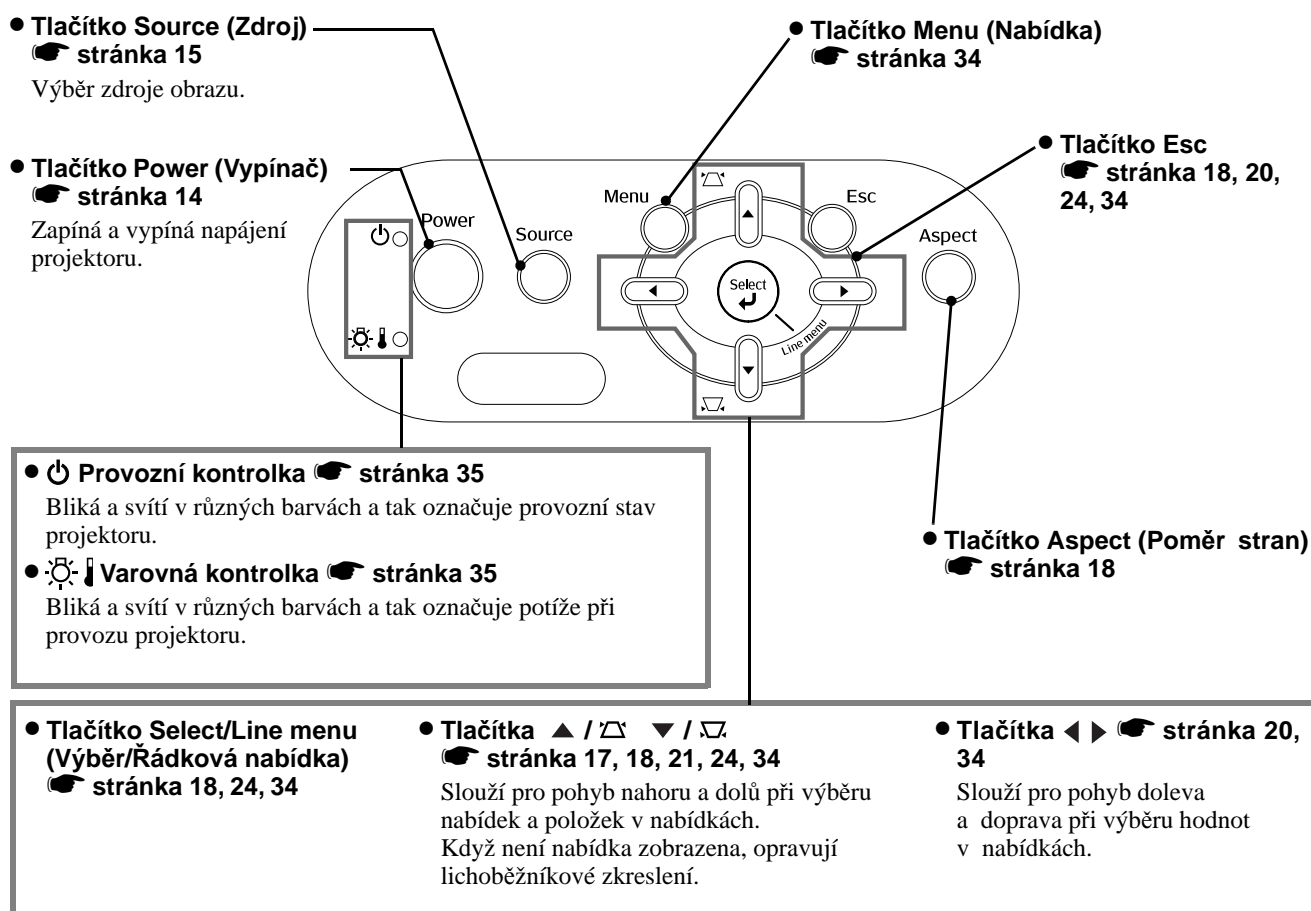 ● Tlačítko Source (Zdroj)
☛ stránka 15
Výběr zdroje obrazu.
● Tlačítko Power (Vypínač)
☛ stránka 14
Zapíná a vypíná napájení
projektoru.
● Tlačítko Menu (Nabídka)
☛ stránka 34
● Tlačítko Esc
☛ stránka 18, 20,
24, 34
Power
Source
Menu
Esc
Aspect
Select
Line menu
● Tlačítko Aspect (Poměr stran)
☛ stránka 18
● Provozní kontrolka ☛ stránka 35
Bliká a svítí v různých barvách a tak označuje provozní stav
projektoru.
● Varovná kontrolka ☛ stránka 35
Bliká a svítí v různých barvách a tak označuje potíže při
provozu projektoru.
● Tlačítko Select/Line menu
(Výběr/Řádková nabídka)
☛ stránka 18, 24, 34
● Tlačítka ▲ / ▼ /
☛ stránka 17, 18, 21, 24, 34
Slouží pro pohyb nahoru a dolů při výběru
nabídek a položek v nabídkách.
Když není nabídka zobrazena, opravují
lichoběžníkové zkreslení.
● Tlačítka ◀ ▶ ☛ stránka 20,
34
Slouží pro pohyb doleva
a doprava při výběru hodnot
v nabídkách.